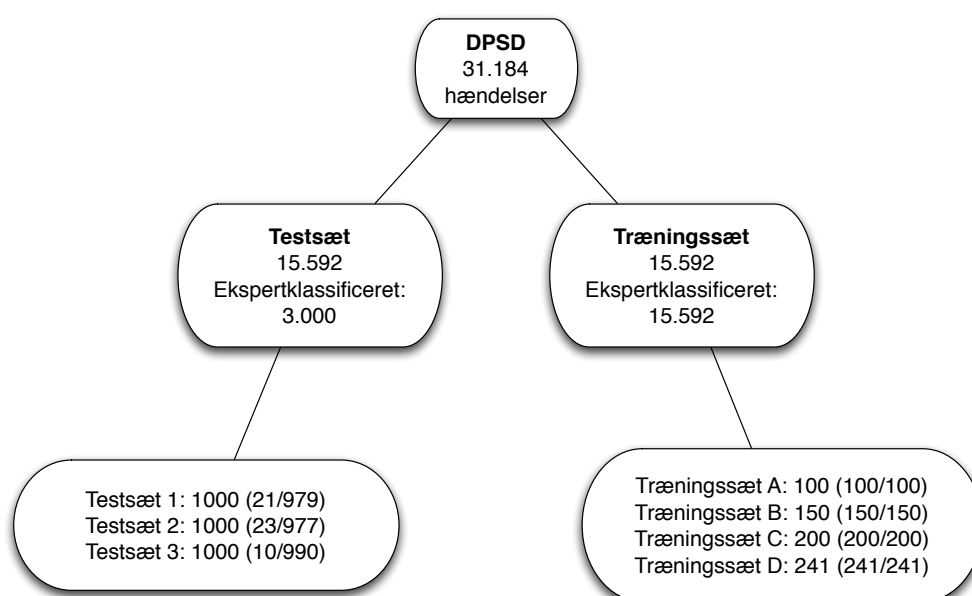 DPSD
31.184
hændelser
Testsæt
15.592
Ekspertklassificeret:
3.000
Træningssæt
15.592
Ekspertklassificeret:
15.592
Testsæt 1: 1000 (21/979)
Testsæt 2: 1000 (23/977)
Testsæt 3: 1000 (10/990)
Træningssæt A: 100 (100/100)
Træningssæt B: 150 (150/150)
Træningssæt C: 200 (200/200)
Træningssæt D: 241 (241/241)